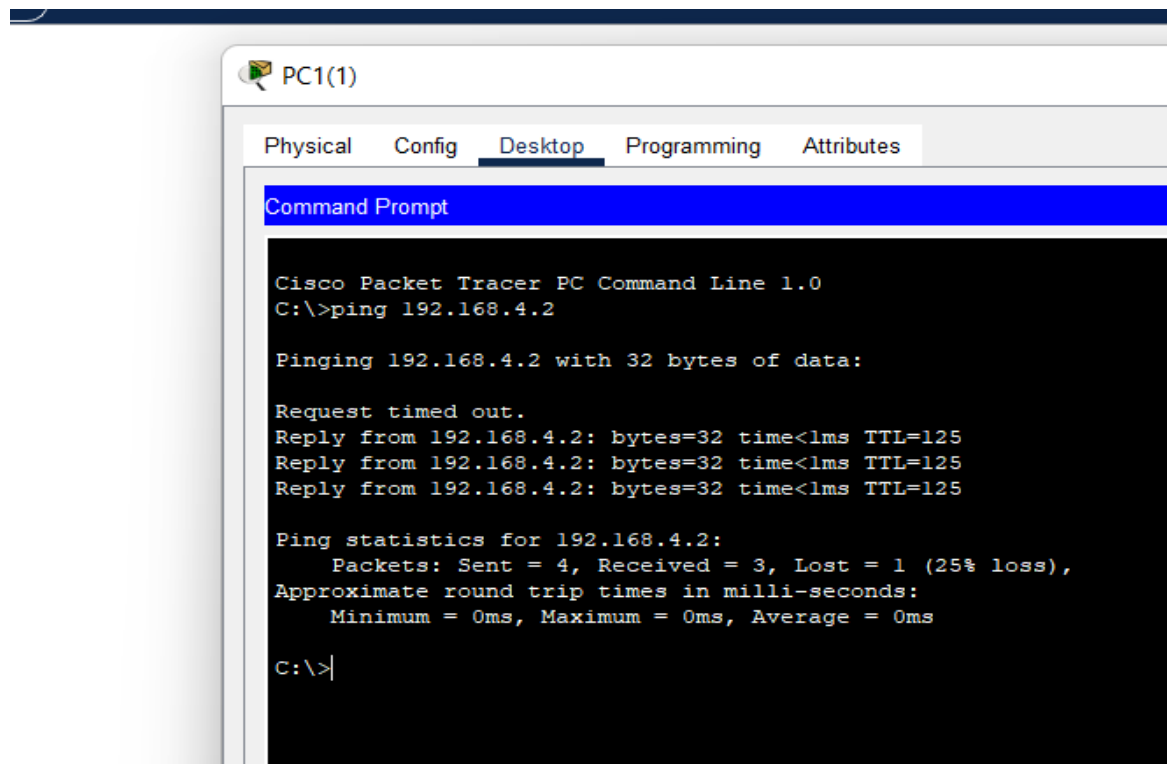 PC1(1)
Physical Config Desktop Programming Attributes
Command Prompt
Cisco Packet Tracer PC Command Line 1.0
C:\>ping 192.168.4.2
Pinging 192.168.4.2 with 32 bytes of data:
Request timed out.
Reply from 192.168.4.2: bytes=32 time<1ms TTL=125
Reply from 192.168.4.2: bytes=32 time<1ms TTL=125
Reply from 192.168.4.2: bytes=32 time<1ms TTL=125
Ping statistics for 192.168.4.2:
Packets: Sent = 4, Received = 3, Lost = 1 (25% loss),
Approximate round trip times in milli-seconds:
Minimum = 0ms, Maximum = 0ms, Average = 0ms
C:\>